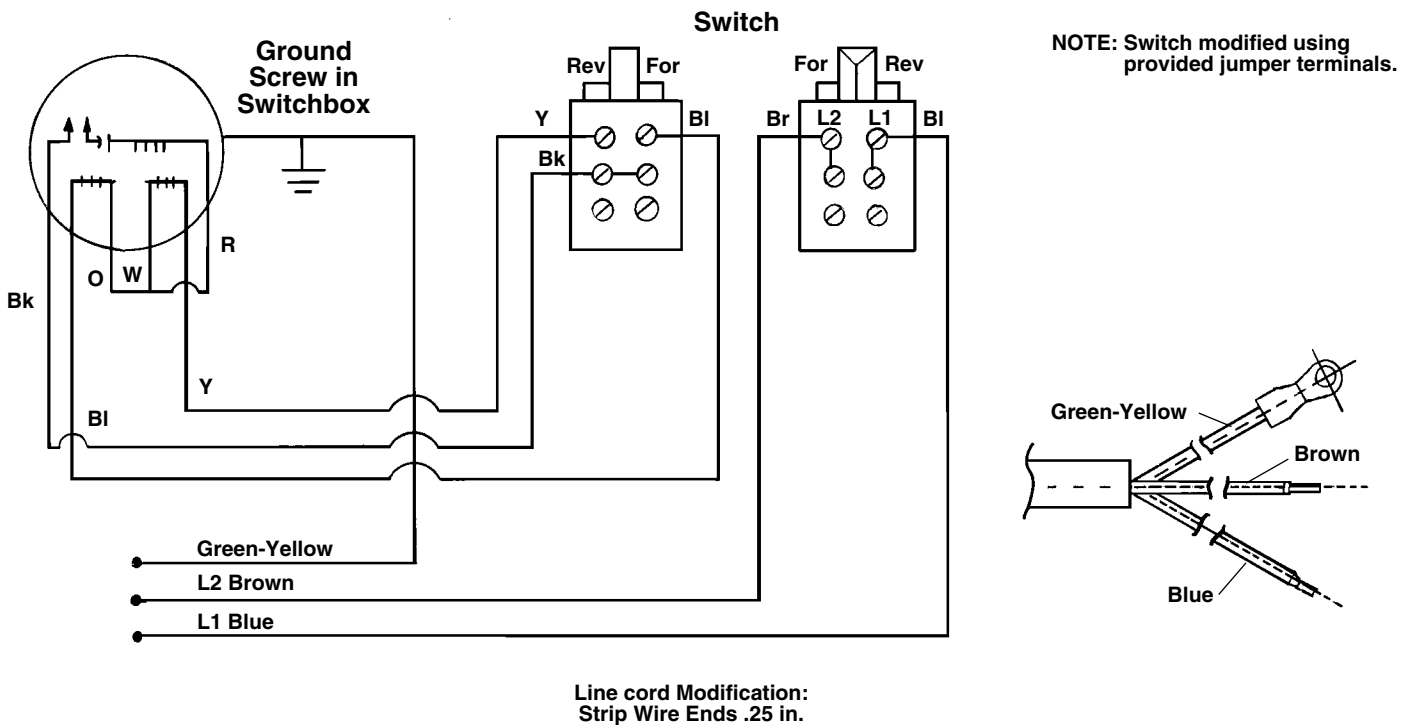 Switch
Ground
Screw in
Switchbox
NOTE: Switch modified using
provided jumper terminals.
Rev
For
For
Rev
Y
Bl
Br
L2
L1
Bl
Bk
R
O
W
Bk
Y
Bl
Green-Yellow
L2 Brown
L1 Blue
Green-Yellow
Brown
Blue
Line cord Modification:
Strip Wire Ends .25 in.